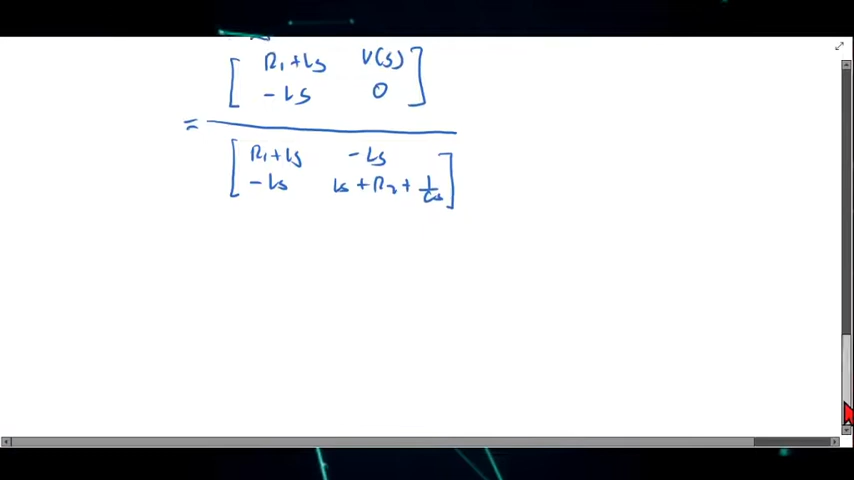 [ R₁+Ls V(s) ]
[ -Ls 0 ]
=
[ R₁+Ls -Ls ]
[ -Ls Ls+R₂+1/Cs ]